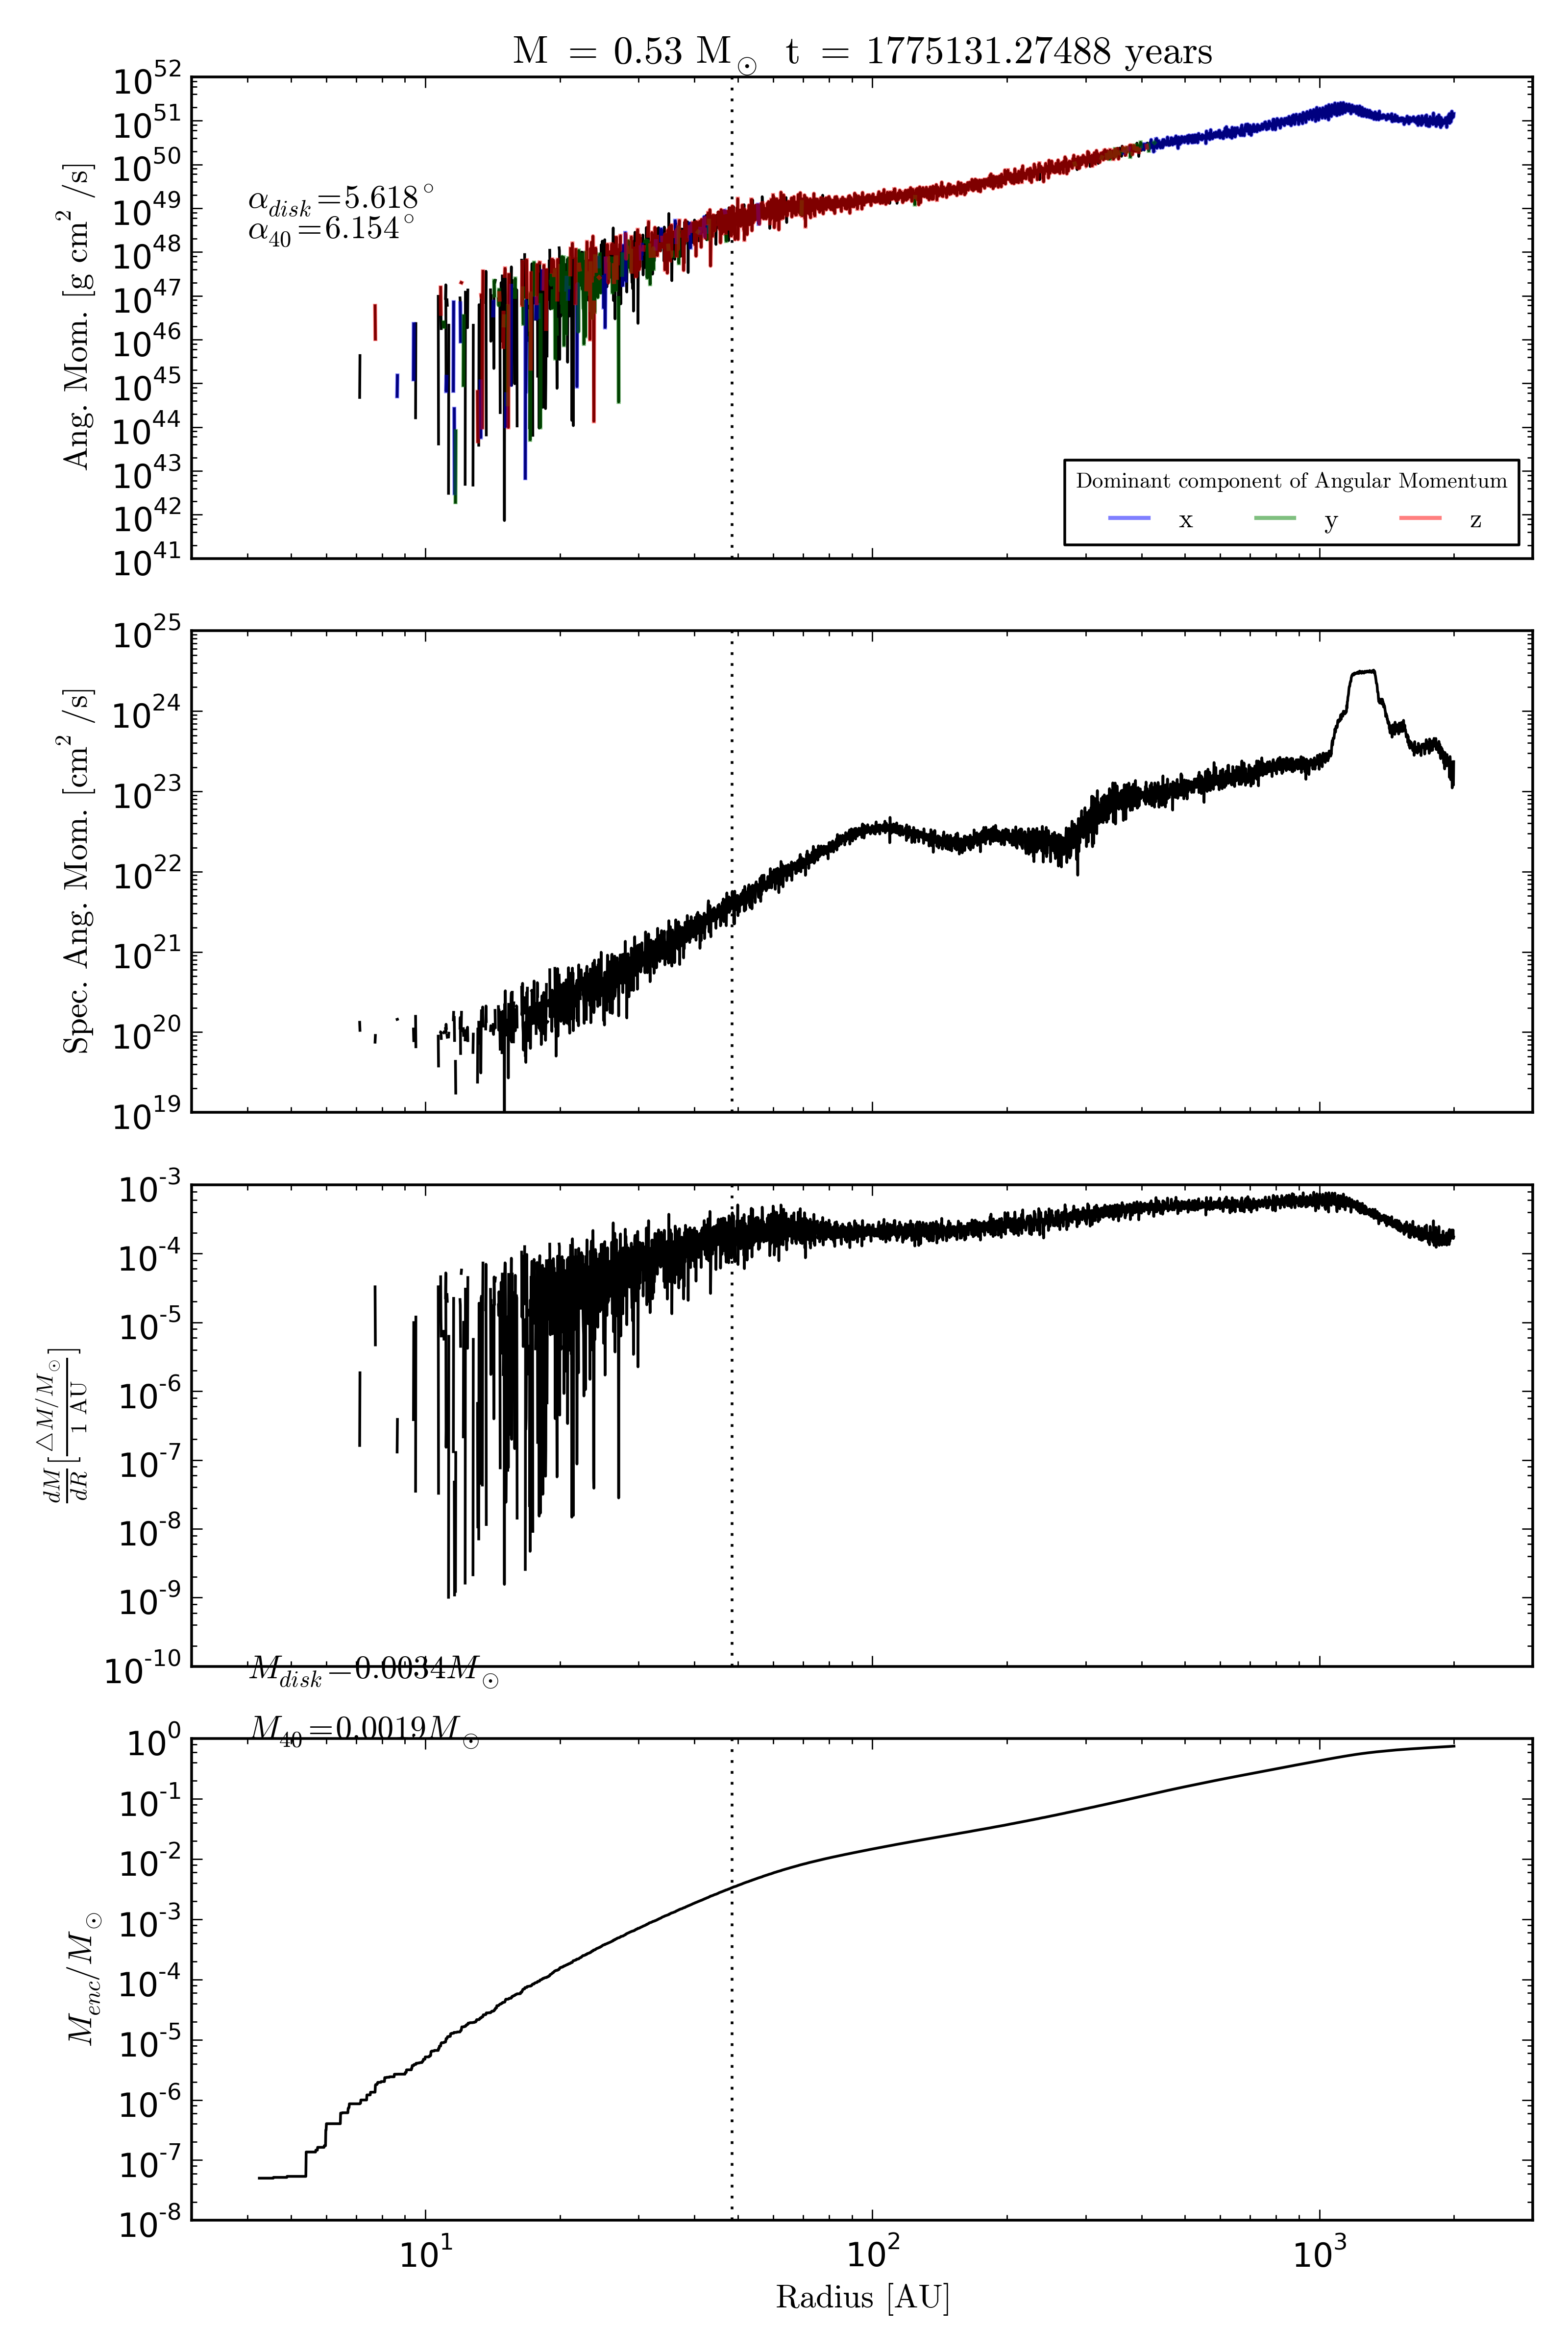 M = 0.53 M⊙ t = 1775131.27488 years
10^52
10^51
10^50
10^49
10^48
10^47
10^46
10^45
10^44
10^43
10^42
10^41
Ang. Mom. [g cm^2 /s]
α_disk=5.618°
α_40=6.154°
Dominant component of Angular Momentum
x y z
10^25
10^24
10^23
10^22
10^21
10^20
10^19
Spec. Ang. Mom. [cm^2 /s]
10^-3
10^-4
10^-5
10^-6
10^-7
10^-8
10^-9
10^-10
dM/dR [△M/M⊙ / 1 AU]
M_disk=0.0034M⊙
M_40=0.0019M⊙
10^0
10^-1
10^-2
10^-3
10^-4
10^-5
10^-6
10^-7
10^-8
M_enc/M⊙
10^1 10^2 10^3
Radius [AU]